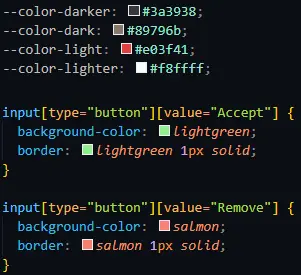 --color-darker: #3a3938;
--color-dark: #89796b;
--color-light: #e03f41;
--color-lighter: #f8ffff;
input[type="button"][value="Accept"] {
background-color: lightgreen;
border: lightgreen 1px solid;
}
input[type="button"][value="Remove"] {
background-color: salmon;
border: salmon 1px solid;
}